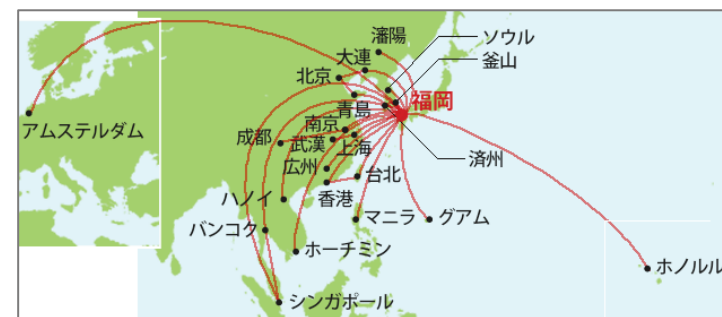 瀋陽
ソウル
大連
釜山
北京
福岡
青島
アムステルダム
南京
成都
武漢
上海
済州
広州
台北
香港
ハノイ
マニラ
グアム
バンコク
ホーチミン
ホノルル
シンガポール